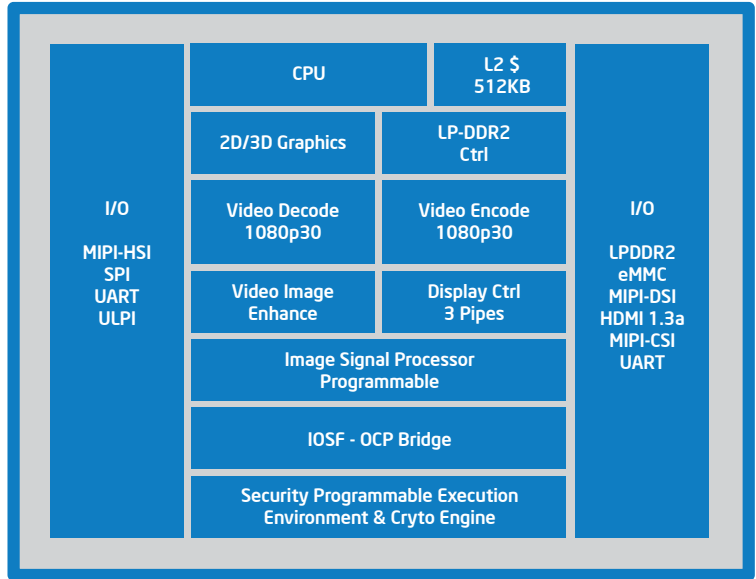 I/O
MIPI-HSI
SPI
UART
ULPI
CPU
L2 $
512KB
2D/3D Graphics
LP-DDR2
Ctrl
Video Decode
1080p30
Video Encode
1080p30
Video Image
Enhance
Display Ctrl
3 Pipes
Image Signal Processor
Programmable
IOSF - OCP Bridge
Security Programmable Execution
Environment & Cryto Engine
I/O
LPDDR2
eMMC
MIPI-DSI
HDMI 1.3a
MIPI-CSI
UART